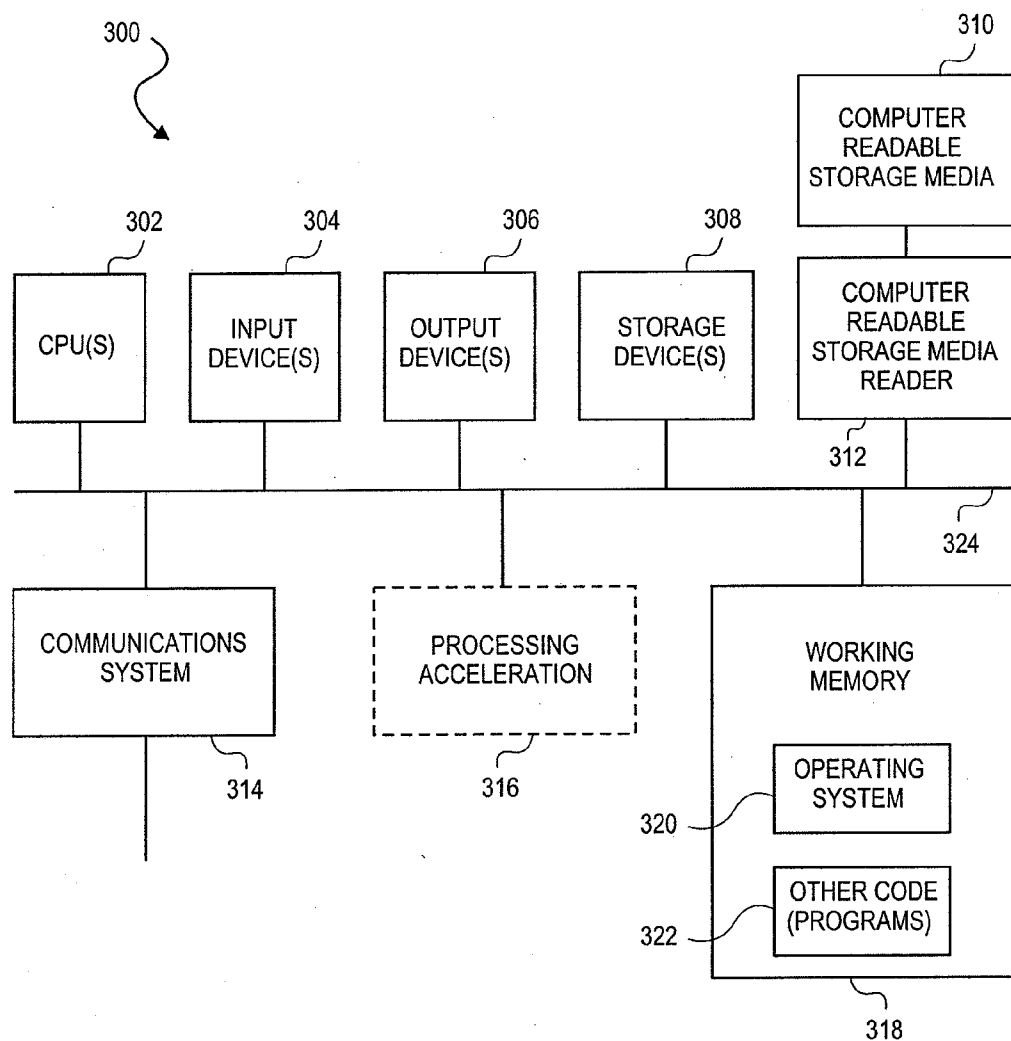 300
310
COMPUTER
READABLE
STORAGE MEDIA
302
304
306
308
CPU(S)
INPUT
DEVICE(S)
OUTPUT
DEVICE(S)
STORAGE
DEVICE(S)
COMPUTER
READABLE
STORAGE MEDIA
READER
312
324
COMMUNICATIONS
SYSTEM
314
PROCESSING
ACCELERATION
316
WORKING
MEMORY
OPERATING
SYSTEM
320
OTHER CODE
(PROGRAMS)
322
318